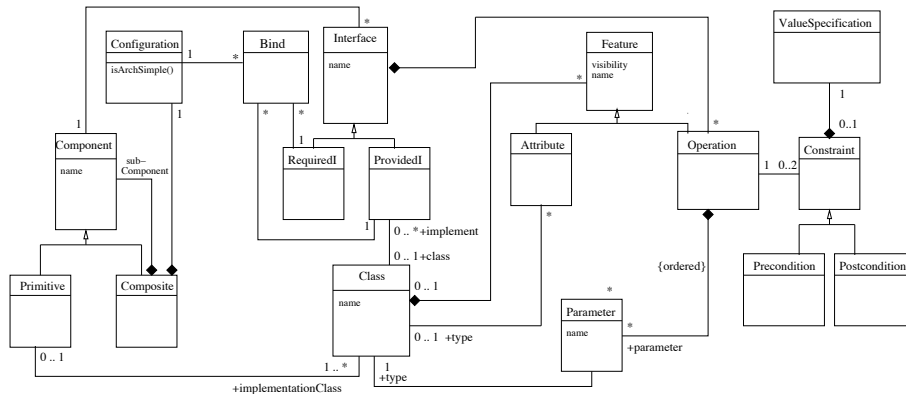 *
Interface
name
Configuration
isArchSimple()
1
*
Bind
*
*
1
1
Feature
visibility
name
*
*
ValueSpecification
1
0..1
1
Component
name
sub−
Component
RequiredI
ProvidedI
1
0 .. *
+implement
Attribute
*
Operation
1
0..2
Constraint
0 .. 1
+class
Class
name
0 .. 1
0 .. 1
+type
{ordered}
Precondition
Postcondition
Primitive
Composite
0 .. 1
*
Parameter
name
*
+parameter
1 .. *
+implementationClass
1
+type